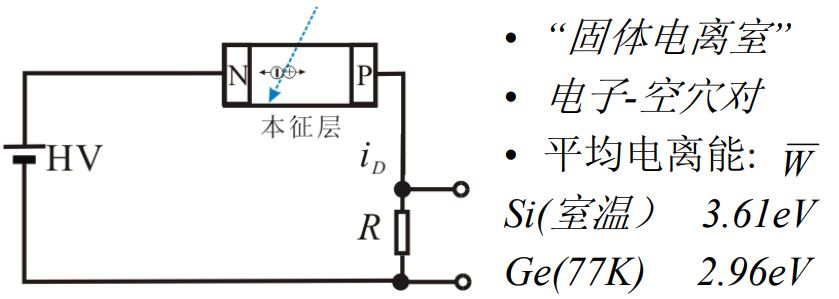 N
P
本征层
HV
i_D
R
• “固体电离室”
• 电子-空穴对
• 平均电离能: W̅
Si(室温） 3.61eV
Ge(77K) 2.96eV